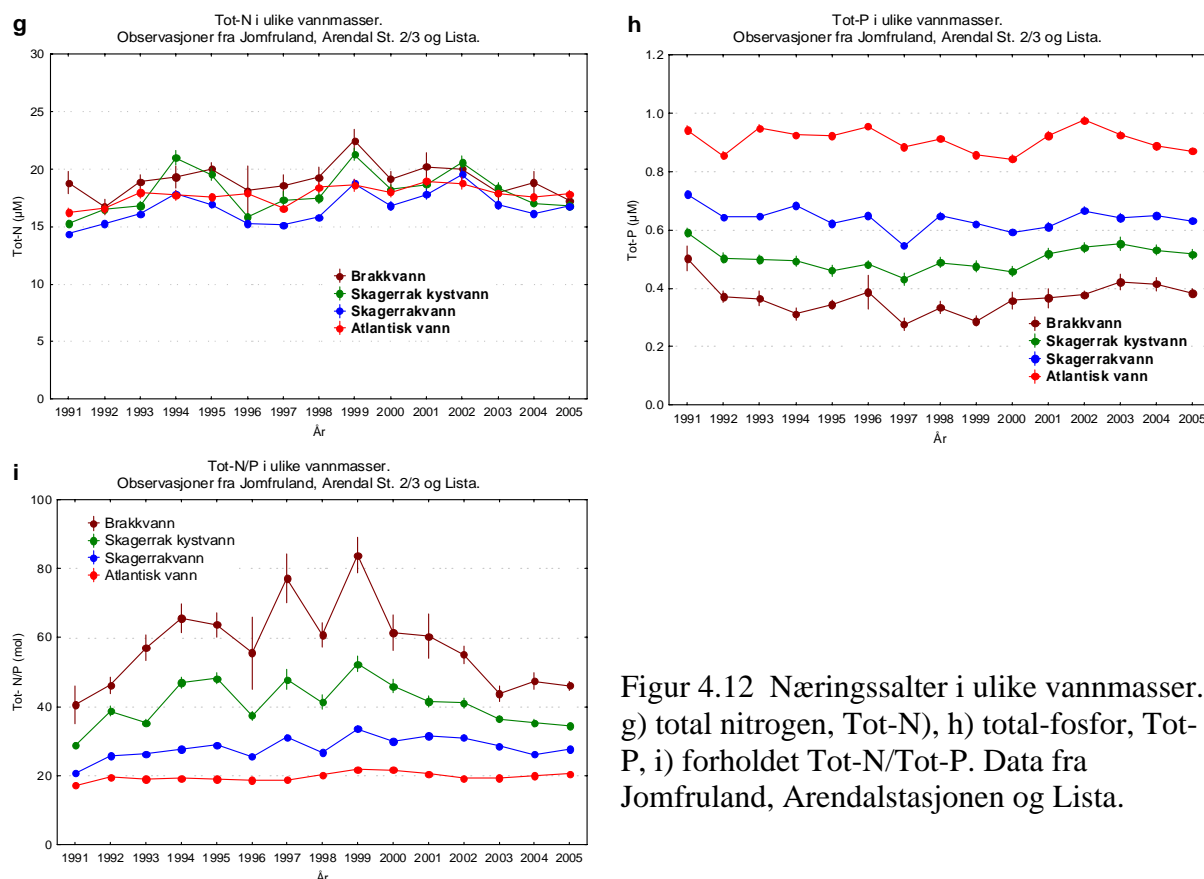 g
Tot-N i ulike vannmasser.
Observasjoner fra Jomfruland, Arendal St. 2/3 og Lista.
30
25
20
15
10
5
0
Tot-N (µM)
Brakkvann
Skagerrak kystvann
Skagerrakvann
Atlantisk vann
1991 1992 1993 1994 1995 1996 1997 1998 1999 2000 2001 2002 2003 2004 2005
År
h
Tot-P i ulike vannmasser.
Observasjoner fra Jomfruland, Arendal St. 2/3 og Lista.
1.2
1.0
0.8
0.6
0.4
0.2
0.0
Tot-P (µM)
Brakkvann
Skagerrak kystvann
Skagerrakvann
Atlantisk vann
1991 1992 1993 1994 1995 1996 1997 1998 1999 2000 2001 2002 2003 2004 2005
År
i
Tot-N/P i ulike vannmasser.
Observasjoner fra Jomfruland, Arendal St. 2/3 og Lista.
100
80
60
40
20
0
Tot- N/P (mol)
Brakkvann
Skagerrak kystvann
Skagerrakvann
Atlantisk vann
1991 1992 1993 1994 1995 1996 1997 1998 1999 2000 2001 2002 2003 2004 2005
År
Figur 4.12 Næringssalter i ulike vannmasser.
g) total nitrogen, Tot-N), h) total-fosfor, Tot-
P, i) forholdet Tot-N/Tot-P. Data fra
Jomfruland, Arendalstasjonen og Lista.